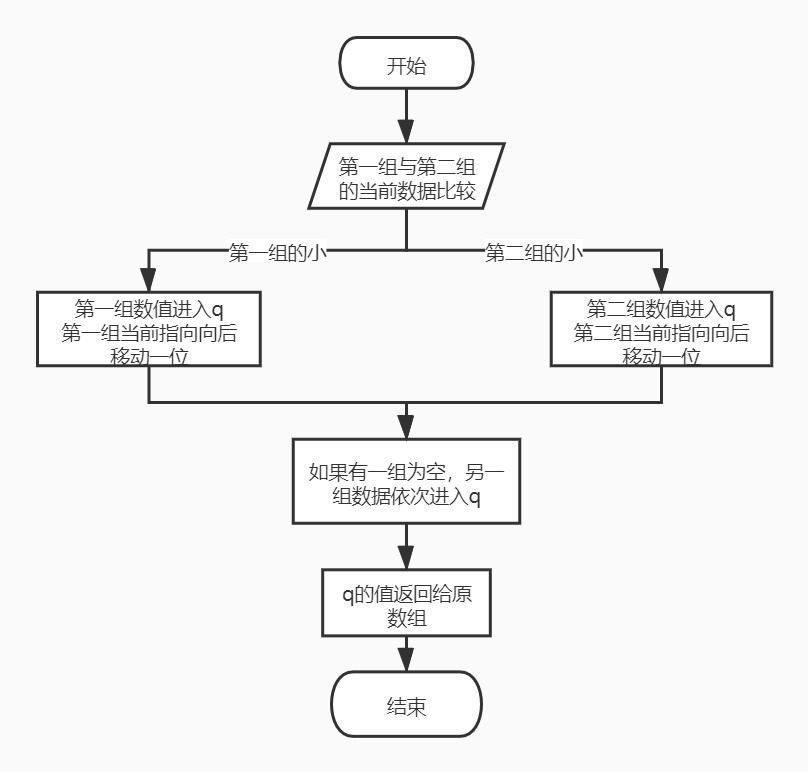 开始
第一组与第二组
的当前数据比较
第一组的小
第二组的小
第一组数值进入q
第一组当前指向向后
移动一位
第二组数值进入q
第二组当前指向向后
移动一位
如果有一组为空，另一
组数据依次进入q
q的值返回给原
数组
结束